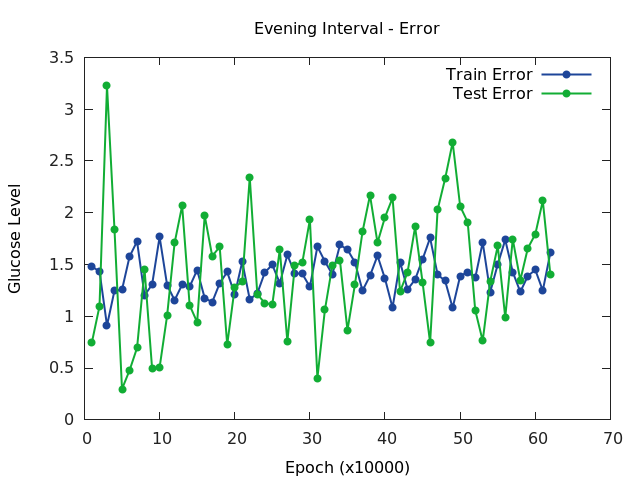 Evening Interval - Error
Train Error
Test Error
3.5
3
2.5
2
1.5
1
0.5
0
0 10 20 30 40 50 60 70
Glucose Level
Epoch (x10000)